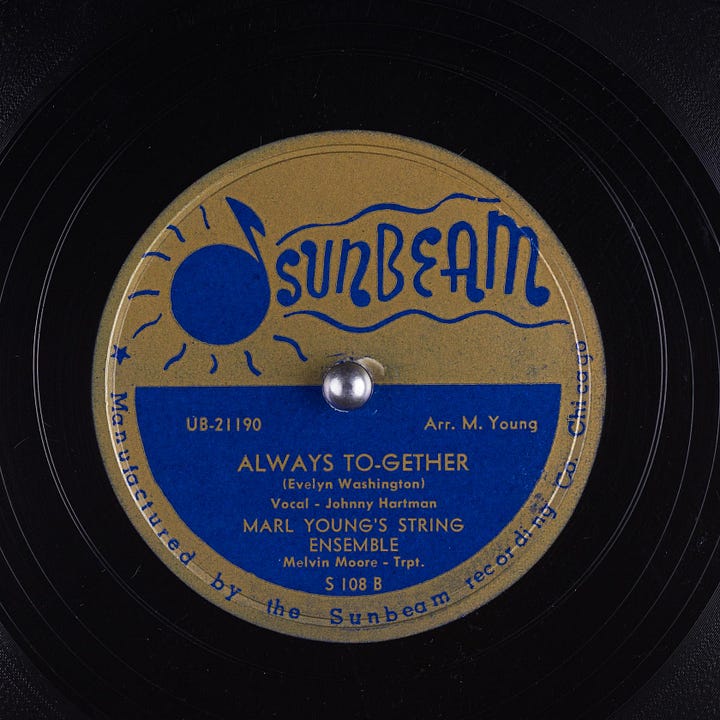 SUNBEAM
UB-21190
Arr. M. Young
ALWAYS TO-GETHER
(Evelyn Washington)
Vocal - Johnny Hartman
MARL YOUNG'S STRING
ENSEMBLE
Melvin Moore - Trpt.
S 108 B
Manufactured by the Sunbeam recording Co. Chicago